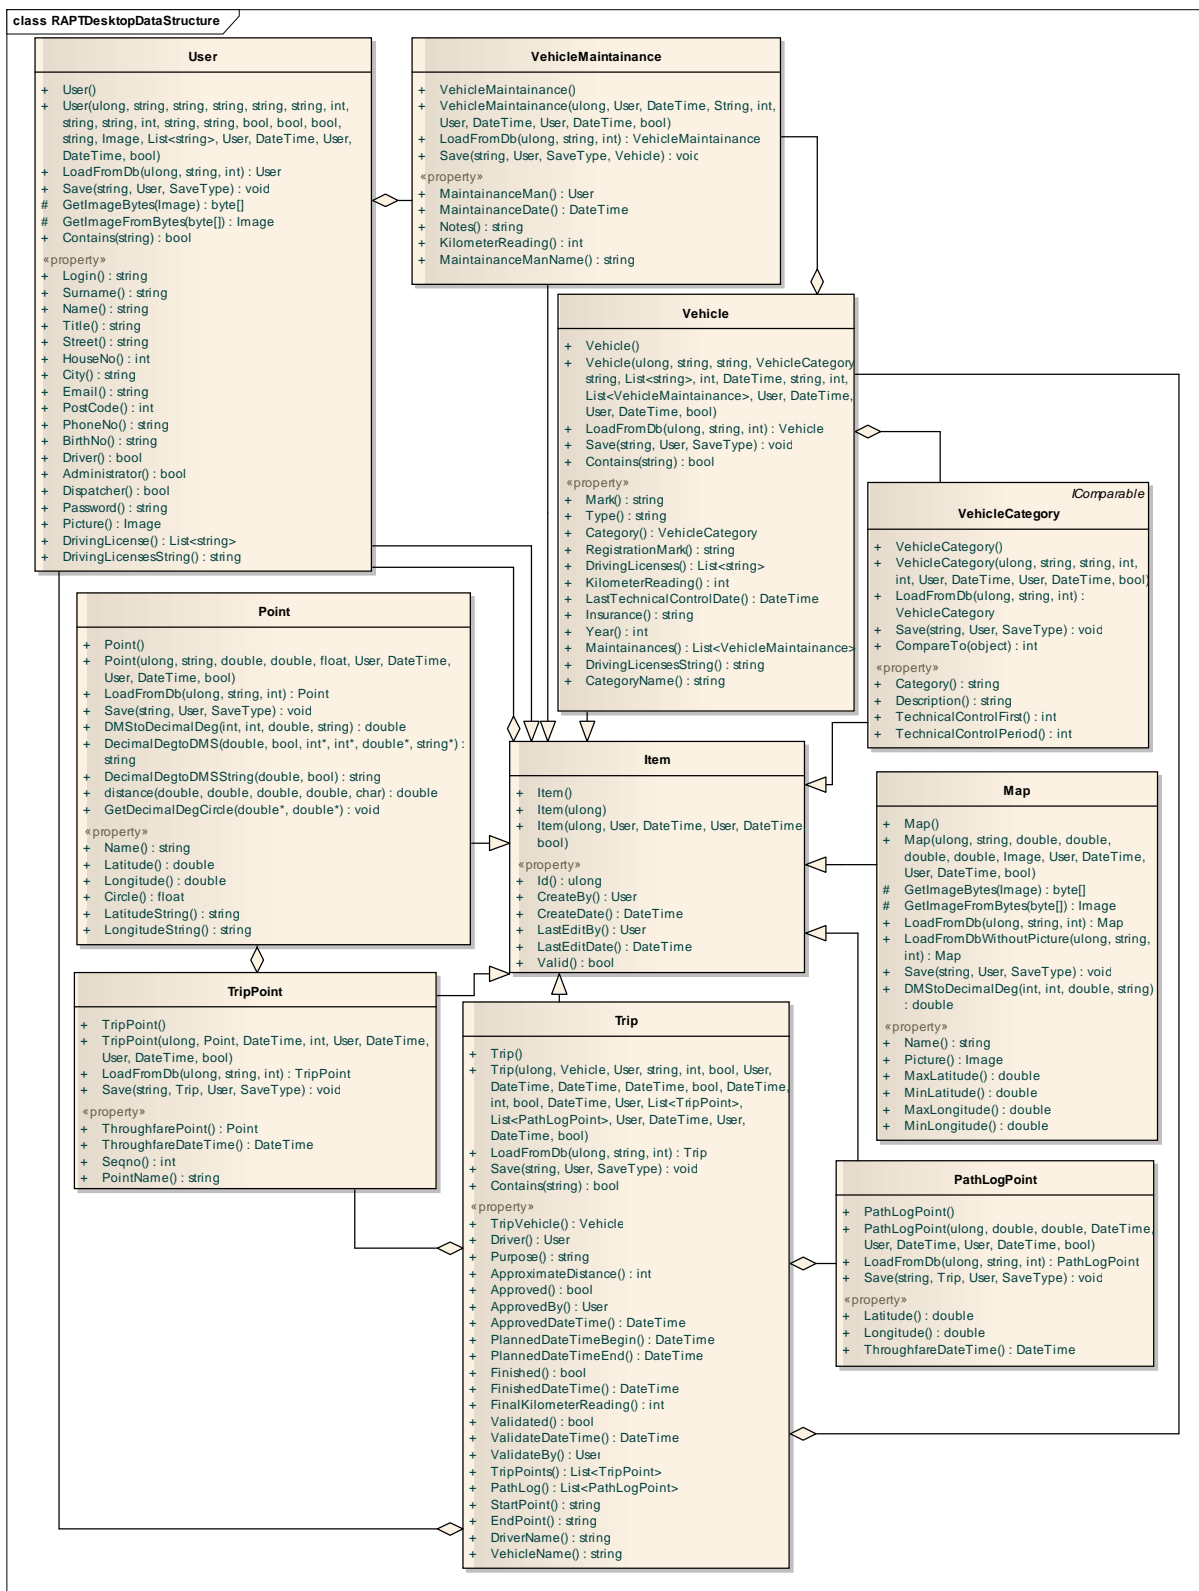 class RAPTDesktopDataStructure
User
+ User()
+ User(ulong, string, string, string, string, string, int,
string, string, int, string, string, bool, bool, bool,
string, Image, List<string>, User, DateTime, User,
DateTime, bool)
+ LoadFromDb(ulong, string, int) : User
+ Save(string, User, SaveType) : void
# GetImageBytes(Image) : byte[]
# GetImageFromBytes(byte[]) : Image
+ Contains(string) : bool
«property»
+ Login() : string
+ Surname() : string
+ Name() : string
+ Title() : string
+ Street() : string
+ HouseNo() : int
+ City() : string
+ Email() : string
+ PostCode() : int
+ PhoneNo() : string
+ BirthNo() : string
+ Driver() : bool
+ Administrator() : bool
+ Dispatcher() : bool
+ Password() : string
+ Picture() : Image
+ DrivingLicense() : List<string>
+ DrivingLicensesString() : string
VehicleMaintainance
+ VehicleMaintainance()
+ VehicleMaintainance(ulong, User, DateTime, String, int,
User, DateTime, User, DateTime, bool)
+ LoadFromDb(ulong, string, int) : VehicleMaintainance
+ Save(string, User, SaveType, Vehicle) : void
«property»
+ MaintainanceMan() : User
+ MaintainanceDate() : DateTime
+ Notes() : string
+ KilometerReading() : int
+ MaintainanceManName() : string
Vehicle
+ Vehicle()
+ Vehicle(ulong, string, string, VehicleCategory
string, List<string>, int, DateTime, string, int,
List<VehicleMaintainance>, User, DateTime,
User, DateTime, bool)
+ LoadFromDb(ulong, string, int) : Vehicle
+ Save(string, User, SaveType) : void
+ Contains(string) : bool
«property»
+ Mark() : string
+ Type() : string
+ Category() : VehicleCategory
+ RegistrationMark() : string
+ DrivingLicenses() : List<string>
+ KilometerReading() : int
+ LastTechnicalControlDate() : DateTime
+ Insurance() : string
+ Year() : int
+ Maintainances() : List<VehicleMaintainance>
+ DrivingLicensesString() : string
+ CategoryName() : string
IComparable
VehicleCategory
+ VehicleCategory()
+ VehicleCategory(ulong, string, string, int,
int, User, DateTime, User, DateTime, bool)
+ LoadFromDb(ulong, string, int) :
VehicleCategory
+ Save(string, User, SaveType) : void
+ CompareTo(object) : int
«property»
+ Category() : string
+ Description() : string
+ TechnicalControlFirst() : int
+ TechnicalControlPeriod() : int
Point
+ Point()
+ Point(ulong, string, double, double, float, User, DateTime,
User, DateTime, bool)
+ LoadFromDb(ulong, string, int) : Point
+ Save(string, User, SaveType) : void
+ DMStoDecimalDeg(int, int, double, string) : double
+ DecimalDegtoDMS(double, bool, int*, int*, double*, string*) :
string
+ DecimalDegtoDMSString(double, bool) : string
+ distance(double, double, double, double, char) : double
+ GetDecimalDegCircle(double*, double*) : void
«property»
+ Name() : string
+ Latitude() : double
+ Longitude() : double
+ Circle() : float
+ LatitudeString() : string
+ LongitudeString() : string
Item
+ Item()
+ Item(ulong)
+ Item(ulong, User, DateTime, User, DateTime
bool)
«property»
+ Id() : ulong
+ CreateBy() : User
+ CreateDate() : DateTime
+ LastEditBy() : User
+ LastEditDate() : DateTime
+ Valid() : bool
Map
+ Map()
+ Map(ulong, string, double, double,
double, double, Image, User, DateTime,
User, DateTime, bool)
# GetImageBytes(Image) : byte[]
# GetImageFromBytes(byte[]) : Image
+ LoadFromDb(ulong, string, int) : Map
+ LoadFromDbWithoutPicture(ulong, string,
int) : Map
+ Save(string, User, SaveType) : void
+ DMStoDecimalDeg(int, int, double, string)
: double
«property»
+ Name() : string
+ Picture() : Image
+ MaxLatitude() : double
+ MinLatitude() : double
+ MaxLongitude() : double
+ MinLongitude() : double
TripPoint
+ TripPoint()
+ TripPoint(ulong, Point, DateTime, int, User, DateTime,
User, DateTime, bool)
+ LoadFromDb(ulong, string, int) : TripPoint
+ Save(string, Trip, User, SaveType) : void
«property»
+ ThroughfarePoint() : Point
+ ThroughfareDateTime() : DateTime
+ Seqno() : int
+ PointName() : string
Trip
+ Trip()
+ Trip(ulong, Vehicle, User, string, int, bool, User,
DateTime, DateTime, DateTime, bool, DateTime,
int, bool, DateTime, User, List<TripPoint>,
List<PathLogPoint>, User, DateTime, User,
DateTime, bool)
+ LoadFromDb(ulong, string, int) : Trip
+ Save(string, User, SaveType) : void
+ Contains(string) : bool
«property»
+ TripVehicle() : Vehicle
+ Driver() : User
+ Purpose() : string
+ ApproximateDistance() : int
+ Approved() : bool
+ ApprovedBy() : User
+ ApprovedDateTime() : DateTime
+ PlannedDateTimeBegin() : DateTime
+ PlannedDateTimeEnd() : DateTime
+ Finished() : bool
+ FinishedDateTime() : DateTime
+ FinalKilometerReading() : int
+ Validated() : bool
+ ValidateDateTime() : DateTime
+ ValidateBy() : User
+ TripPoints() : List<TripPoint>
+ PathLog() : List<PathLogPoint>
+ StartPoint() : string
+ EndPoint() : string
+ DriverName() : string
+ VehicleName() : string
PathLogPoint
+ PathLogPoint()
+ PathLogPoint(ulong, double, double, DateTime,
User, DateTime, User, DateTime, bool)
+ LoadFromDb(ulong, string, int) : PathLogPoint
+ Save(string, Trip, User, SaveType) : void
«property»
+ Latitude() : double
+ Longitude() : double
+ ThroughfareDateTime() : DateTime